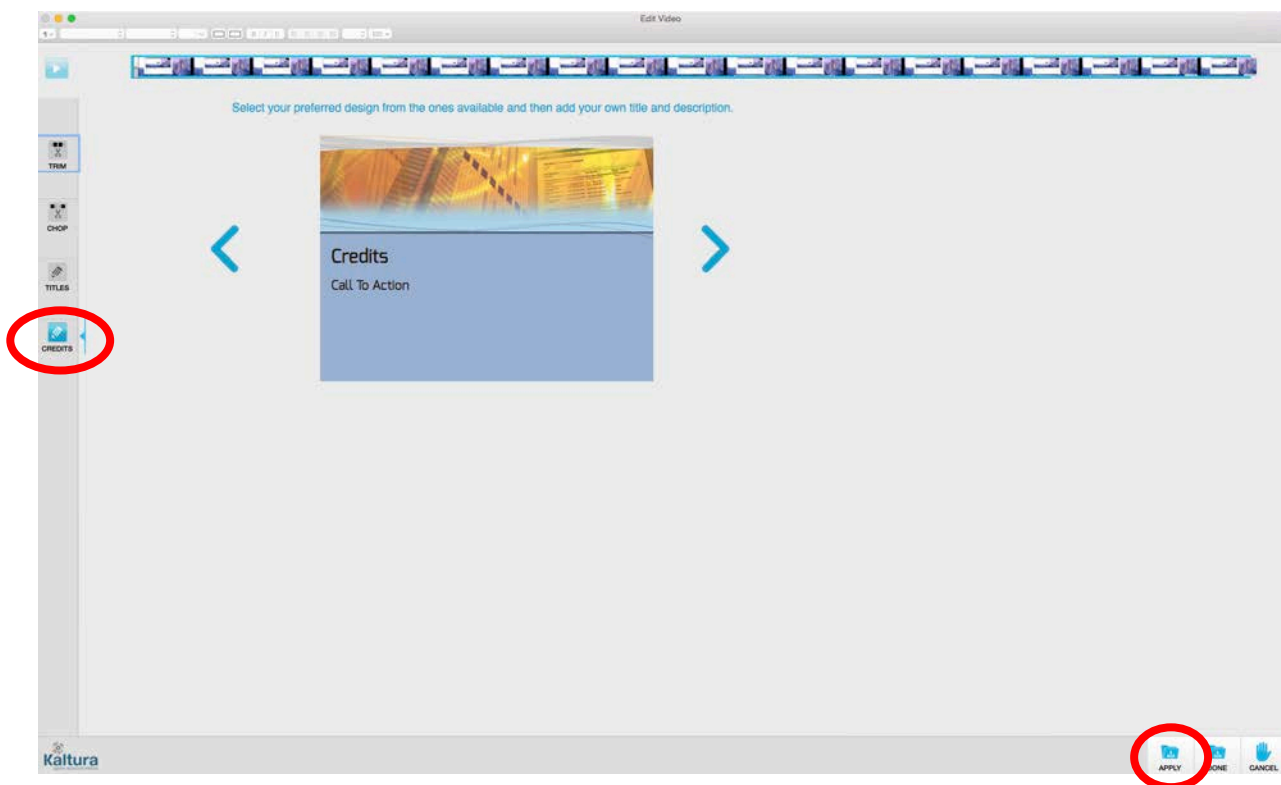 Edit Video
Select your preferred design from the ones available and then add your own title and description.
TRIM
CHOP
TITLES
CREDITS
Credits
Call To Action
Kaltura
APPLY
DONE
CANCEL